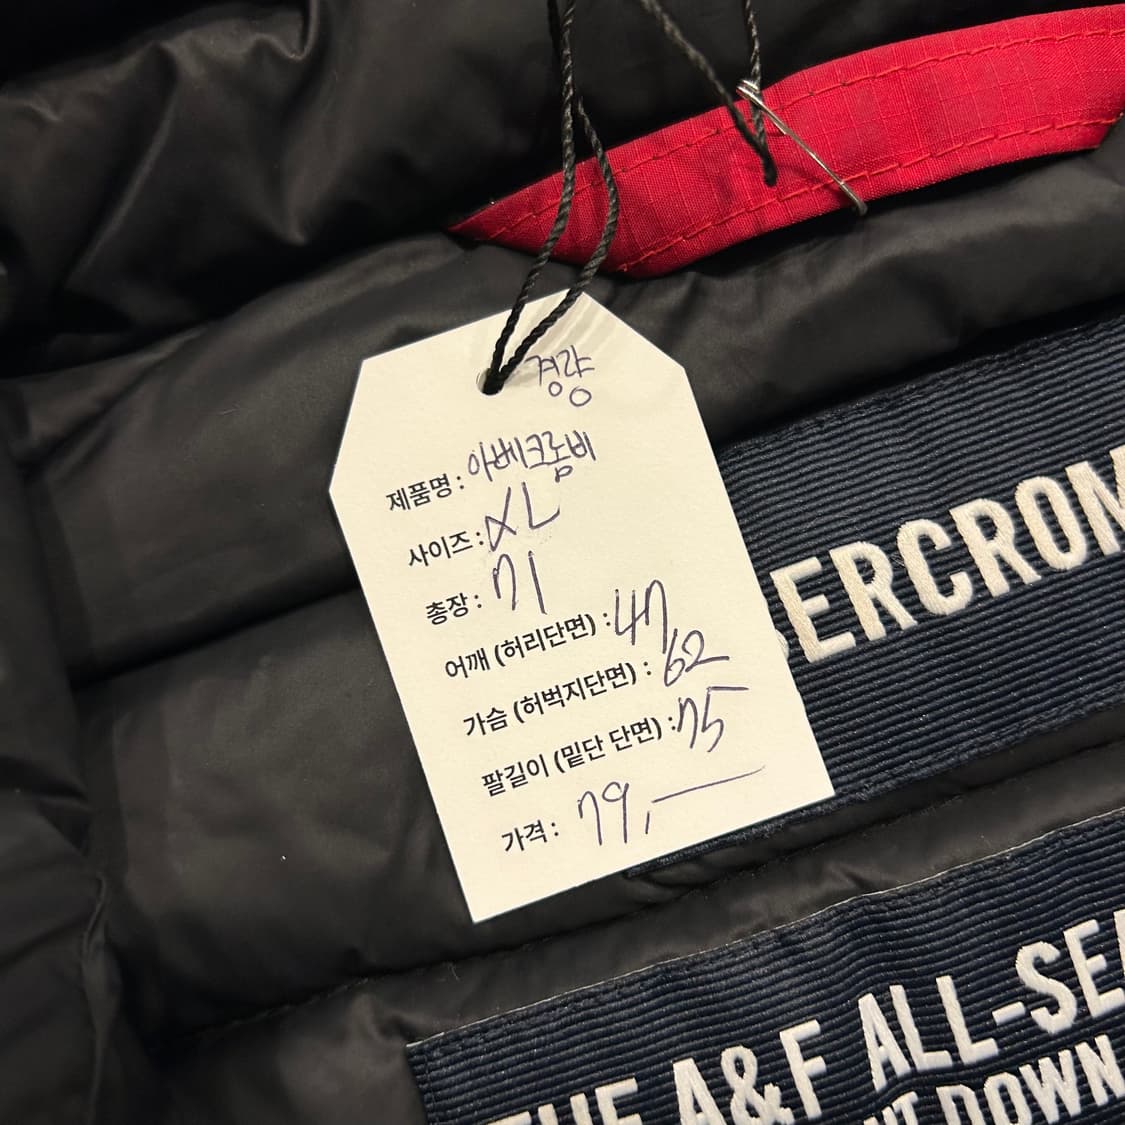 경량
제품명 : 아베크롬비
사이즈 : XL
총장 : 71
어깨 (허리단면) : 47
가슴 (허벅지단면) : 62
팔길이 (밑단 단면) : 75
가격 : 79,—
BERCROM
THE A&F ALL-SEA
DOWN